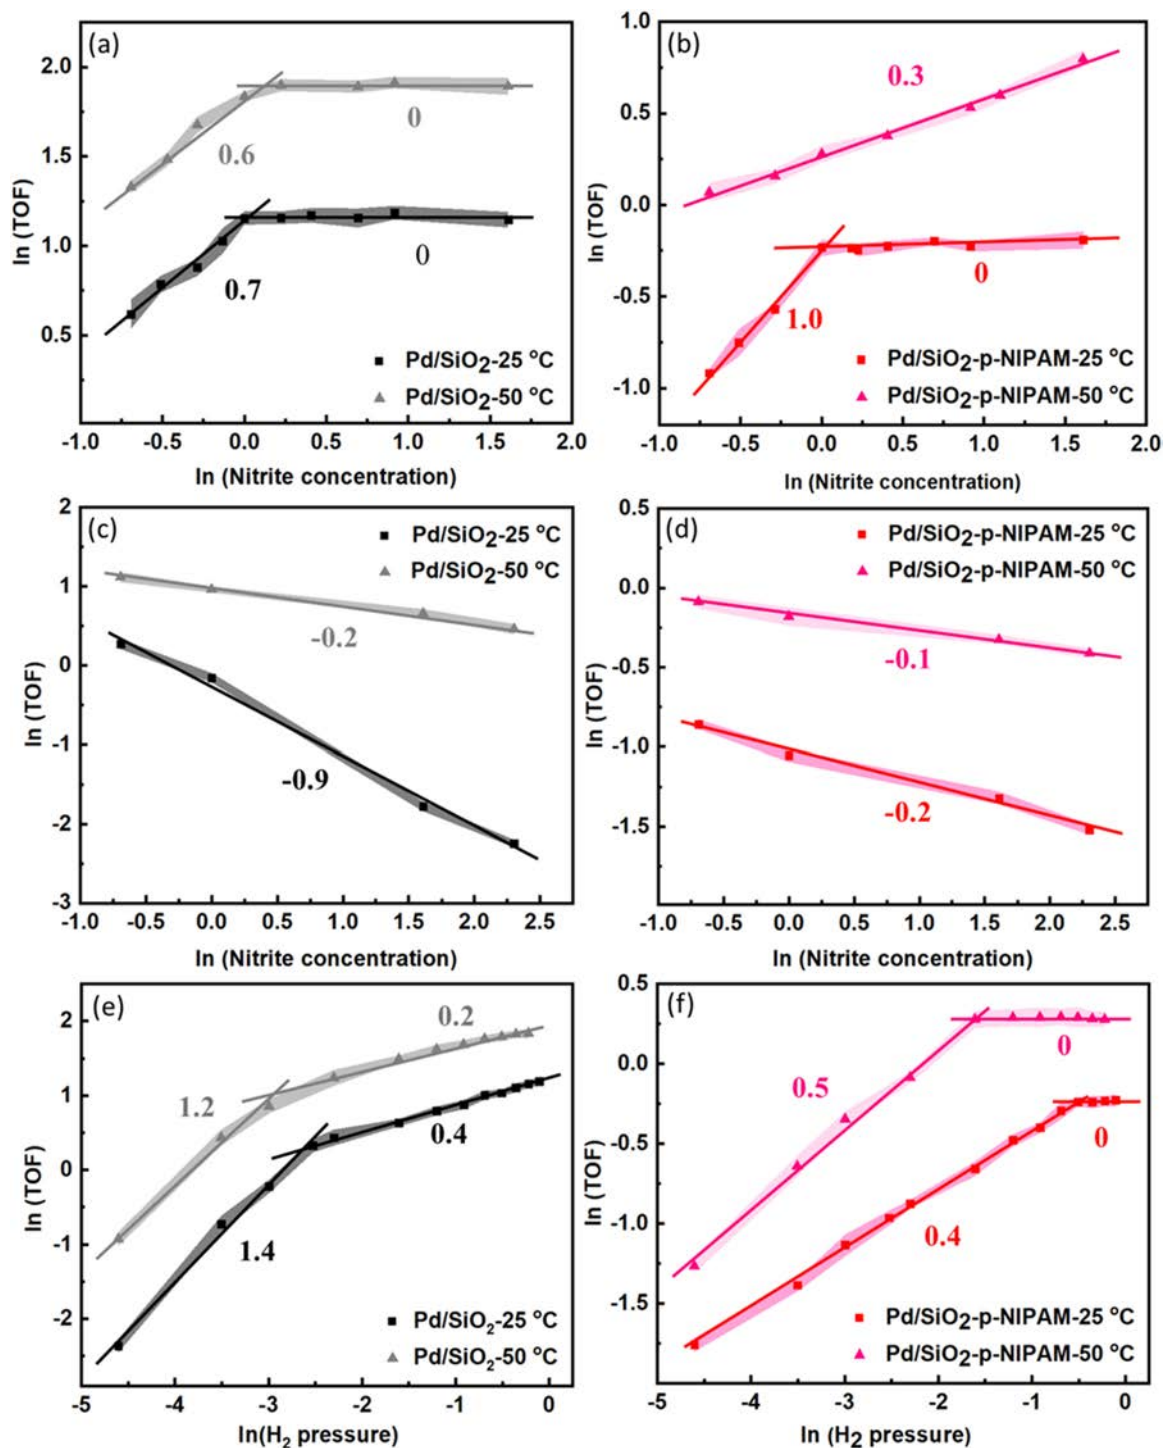 (a)
ln (TOF)
2.0
1.5
1.0
0.5
0
0.6
0
0.7
Pd/SiO2-25 °C
Pd/SiO2-50 °C
-1.0 -0.5 0.0 0.5 1.0 1.5 2.0
ln (Nitrite concentration)
(b)
ln (TOF)
1.0
0.5
0.0
-0.5
-1.0
0.3
0
1.0
Pd/SiO2-p-NIPAM-25 °C
Pd/SiO2-p-NIPAM-50 °C
-1.0 -0.5 0.0 0.5 1.0 1.5 2.0
ln (Nitrite concentration)
(c)
ln (TOF)
2
1
0
-1
-2
-3
Pd/SiO2-25 °C
Pd/SiO2-50 °C
-0.2
-0.9
-1.0 -0.5 0.0 0.5 1.0 1.5 2.0 2.5
ln (Nitrite concentration)
(d)
ln (TOF)
0.5
0.0
-0.5
-1.0
-1.5
Pd/SiO2-p-NIPAM-25 °C
Pd/SiO2-p-NIPAM-50 °C
-0.1
-0.2
-1.0 -0.5 0.0 0.5 1.0 1.5 2.0 2.5
ln (Nitrite concentration)
(e)
ln (TOF)
2
1
0
-1
-2
0.2
1.2
0.4
1.4
Pd/SiO2-25 °C
Pd/SiO2-50 °C
-5 -4 -3 -2 -1 0
ln(H2 pressure)
(f)
ln (TOF)
0.5
0.0
-0.5
-1.0
-1.5
0
0.5
0
0.4
Pd/SiO2-p-NIPAM-25 °C
Pd/SiO2-p-NIPAM-50 °C
-5 -4 -3 -2 -1 0
ln (H2 pressure)